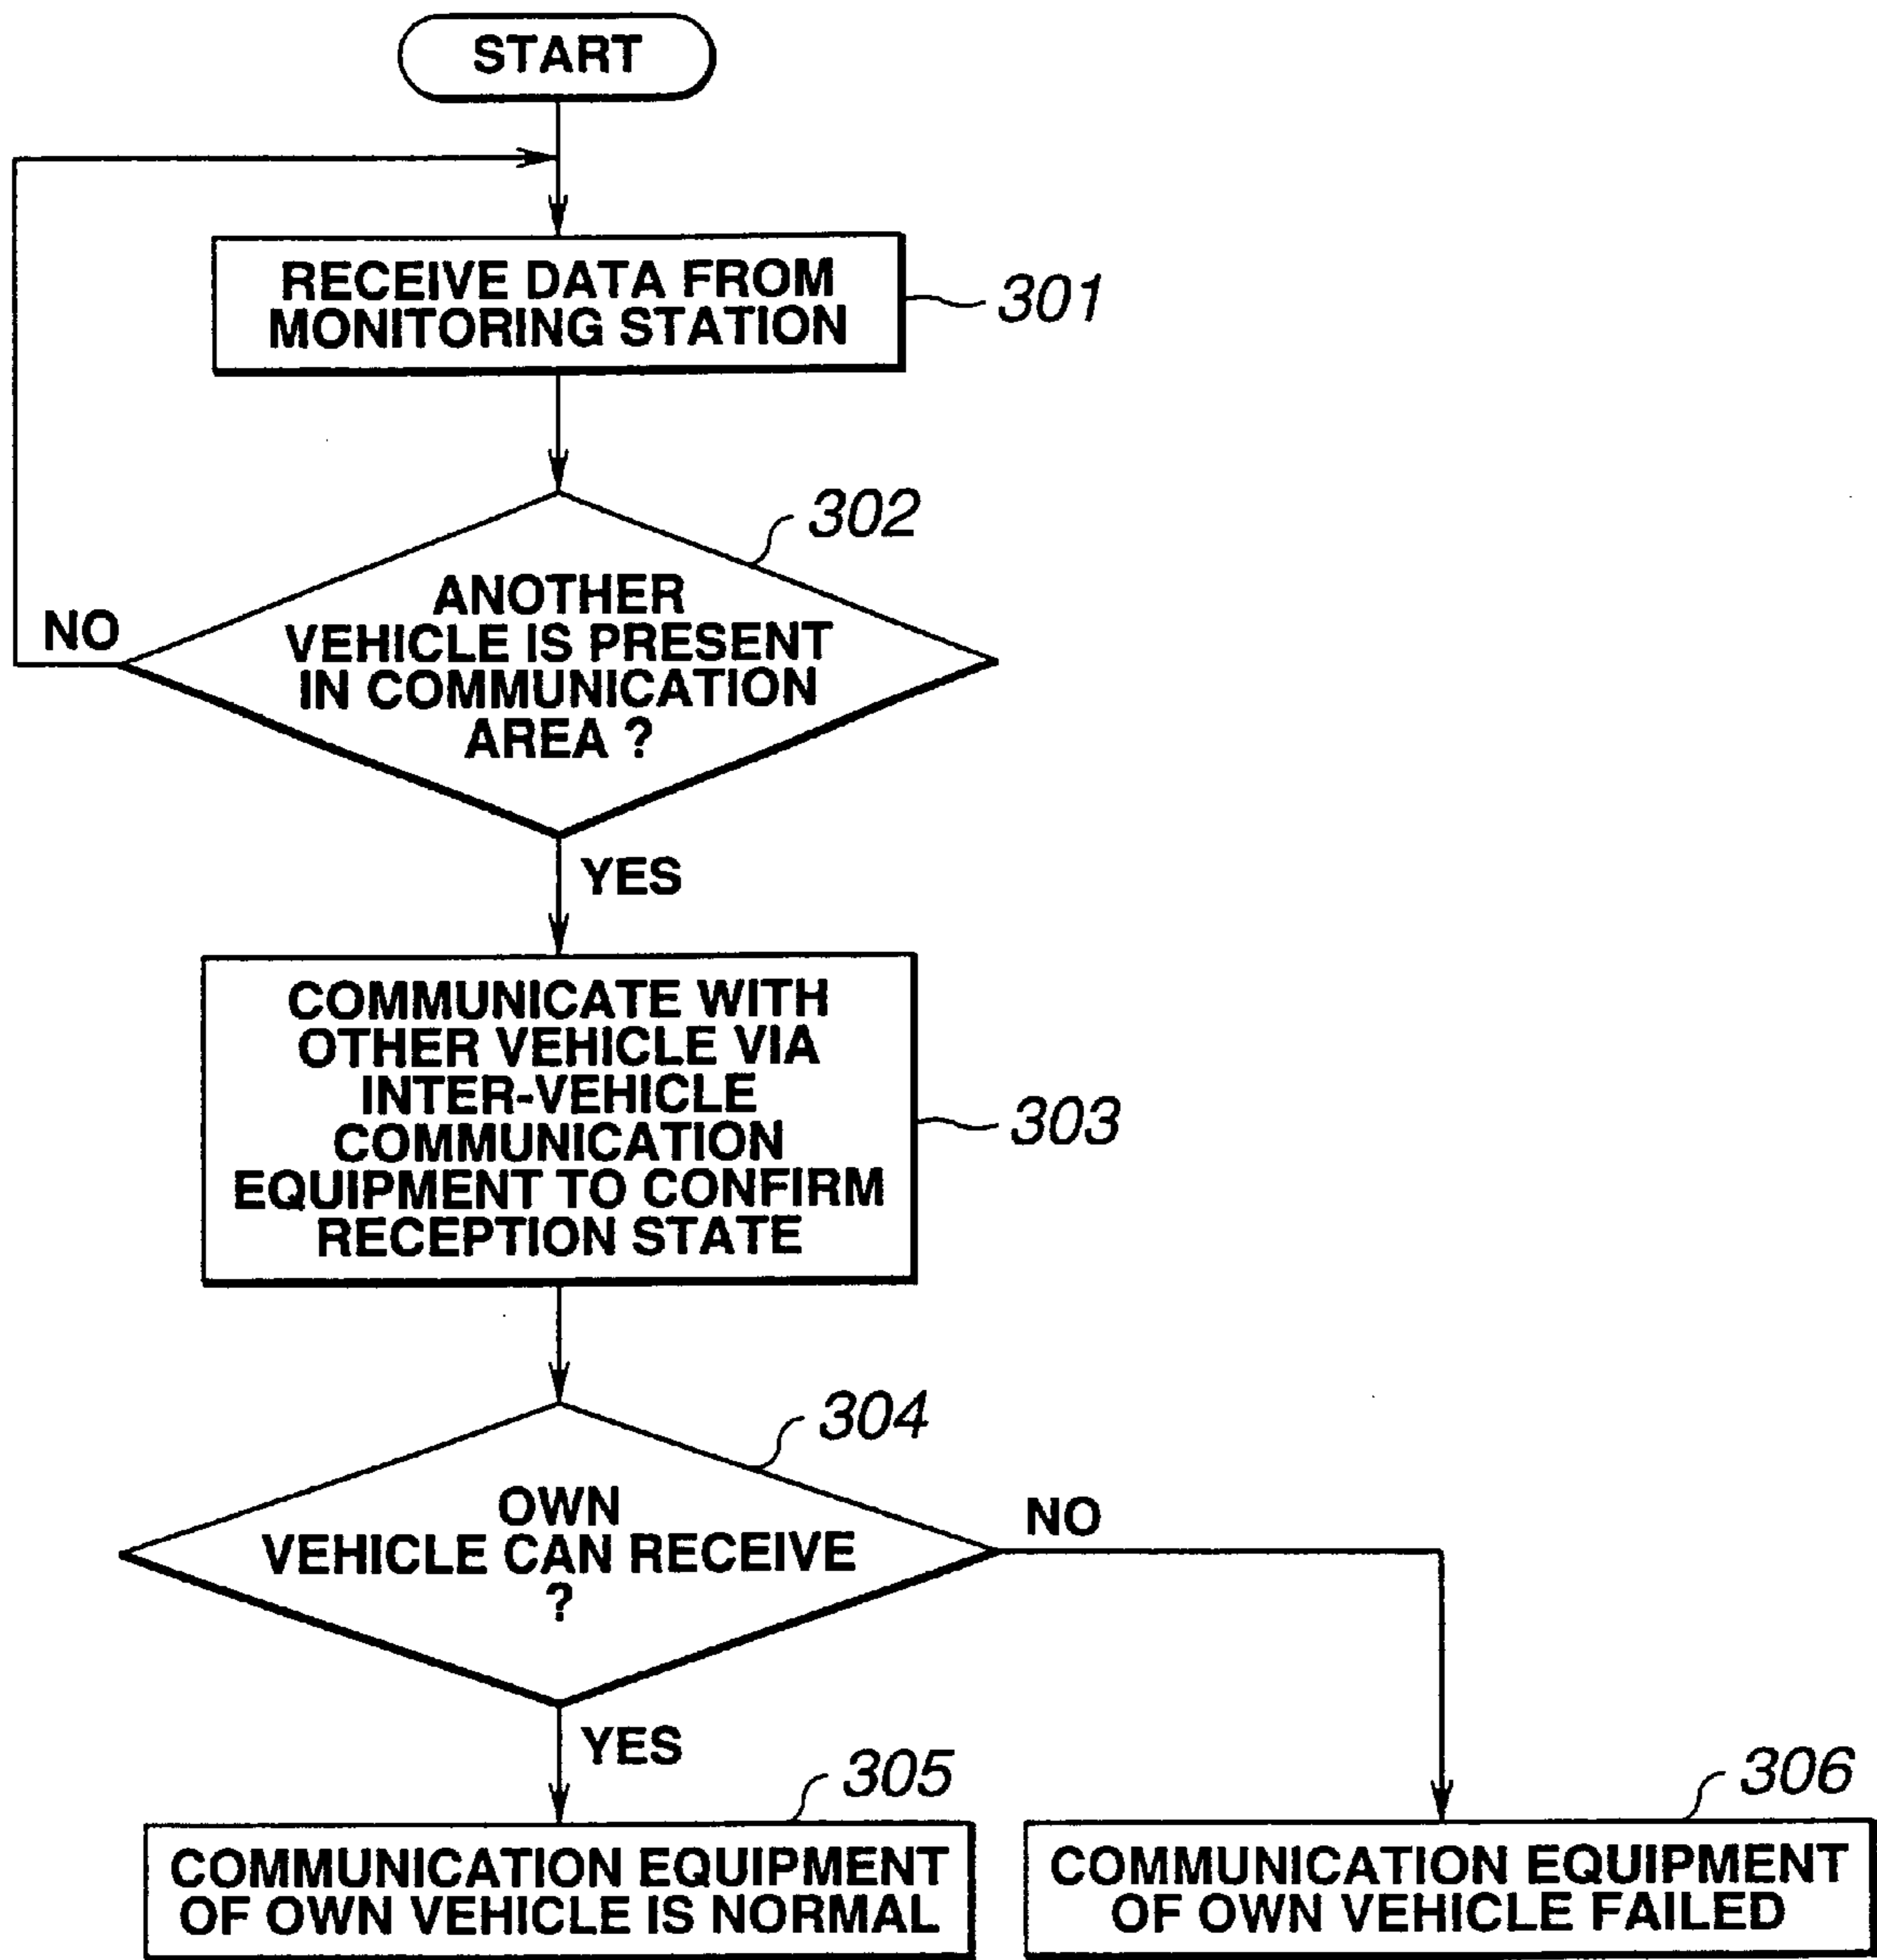 START
RECEIVE DATA FROM
MONITORING STATION
301
302
ANOTHER
VEHICLE IS PRESENT
IN COMMUNICATION
AREA ?
NO
YES
COMMUNICATE WITH
OTHER VEHICLE VIA
INTER-VEHICLE
COMMUNICATION
EQUIPMENT TO CONFIRM
RECEPTION STATE
303
304
OWN
VEHICLE CAN RECEIVE
?
NO
YES
305
COMMUNICATION EQUIPMENT
OF OWN VEHICLE IS NORMAL
306
COMMUNICATION EQUIPMENT
OF OWN VEHICLE FAILED